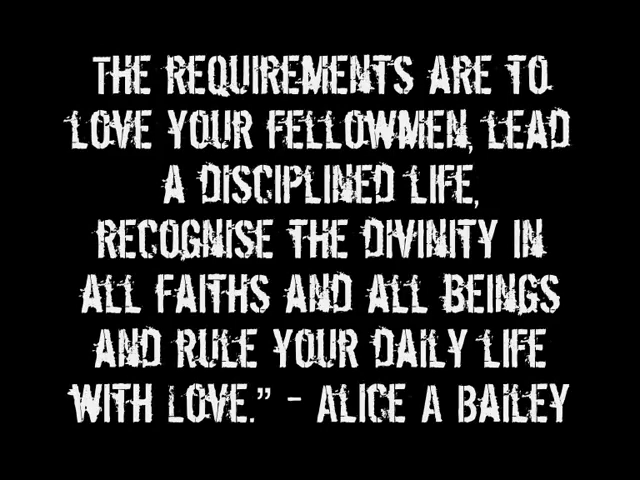 THE REQUIREMENTS ARE TO
LOVE YOUR FELLOWMEN, LEAD
A DISCIPLINED LIFE,
RECOGNISE THE DIVINITY IN
ALL FAITHS AND ALL BEINGS
AND RULE YOUR DAILY LIFE
WITH LOVE.” - ALICE A BAILEY